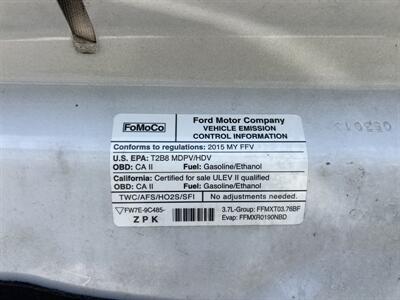 FoMoCo
Ford Motor Company
VEHICLE EMISSION
CONTROL INFORMATION
Conforms to regulations: 2015 MY FFV
U.S. EPA: T2B8 MDPV/HDV
OBD: CA II Fuel: Gasoline/Ethanol
California: Certified for sale ULEV II qualified
OBD: CA II Fuel: Gasoline/Ethanol
TWC/AFS/HO2S/SFI No adjustments needed.
FW7E-9C485-
ZPK
3.7L-Group: FFMXT03.76BF
Evap: FFMXR0190NBD